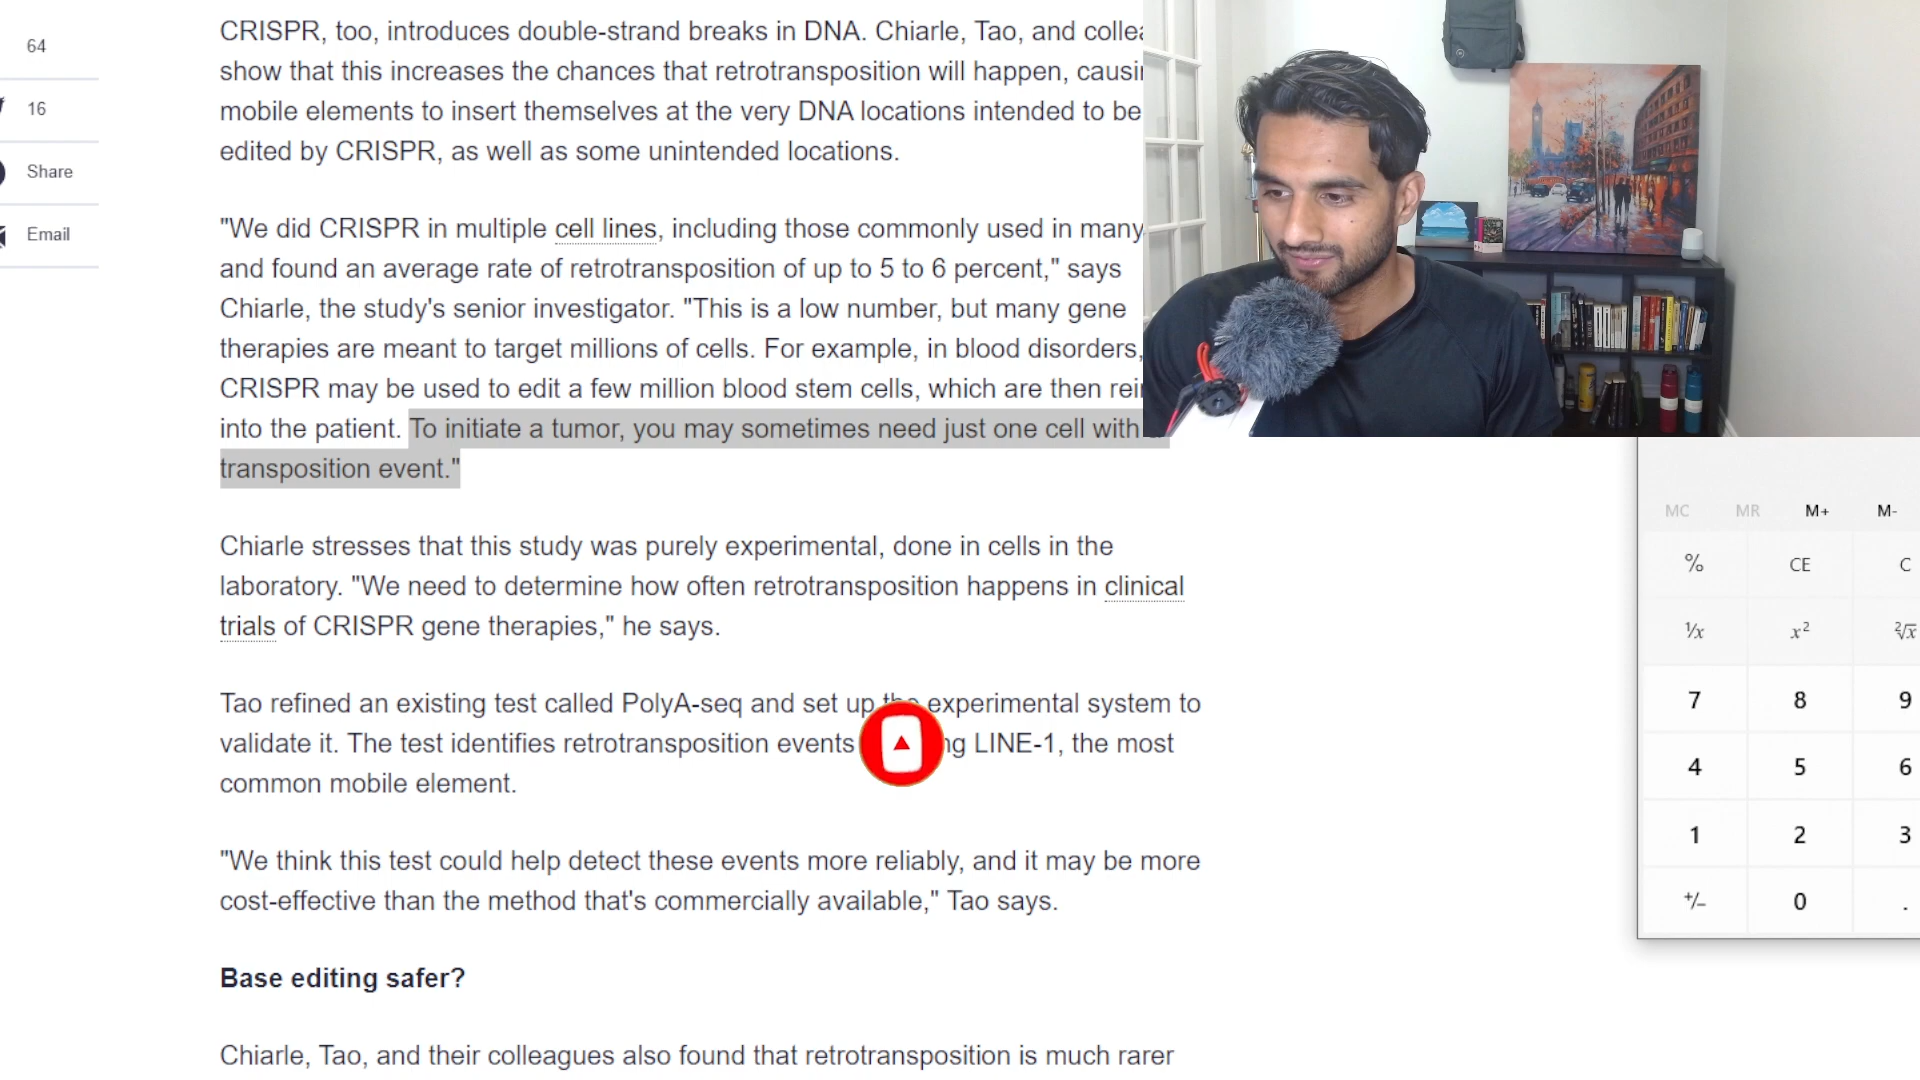 64
16
Share
Email
CRISPR, too, introduces double-strand breaks in DNA. Chiarle, Tao, and
show that this increases the chances that retrotransposition will happen,
mobile elements to insert themselves at the very DNA locations intended to be
edited by CRISPR, as well as some unintended locations.
"We did CRISPR in multiple cell lines, including those commonly used in many
and found an average rate of retrotransposition of up to 5 to 6 percent," says
Chiarle, the study's senior investigator. "This is a low number, but many gene
therapies are meant to target millions of cells. For example, in blood disorders,
CRISPR may be used to edit a few million blood stem cells, which are then
into the patient. To initiate a tumor, you may sometimes need just one cell with
transposition event."
Chiarle stresses that this study was purely experimental, done in cells in the
laboratory. "We need to determine how often retrotransposition happens in clinical
trials of CRISPR gene therapies," he says.
Tao refined an existing test called PolyA-seq and set up the experimental system to
validate it. The test identifies retrotransposition events LINE-1, the most
common mobile element.
"We think this test could help detect these events more reliably, and it may be more
cost-effective than the method that's commercially available," Tao says.
Base editing safer?
Chiarle, Tao, and their colleagues also found that retrotransposition is much rarer
MC MR M+ M-
% CE C
1/x x² ²√x
7 8 9
4 5 6
1 2 3
+/- 0 .